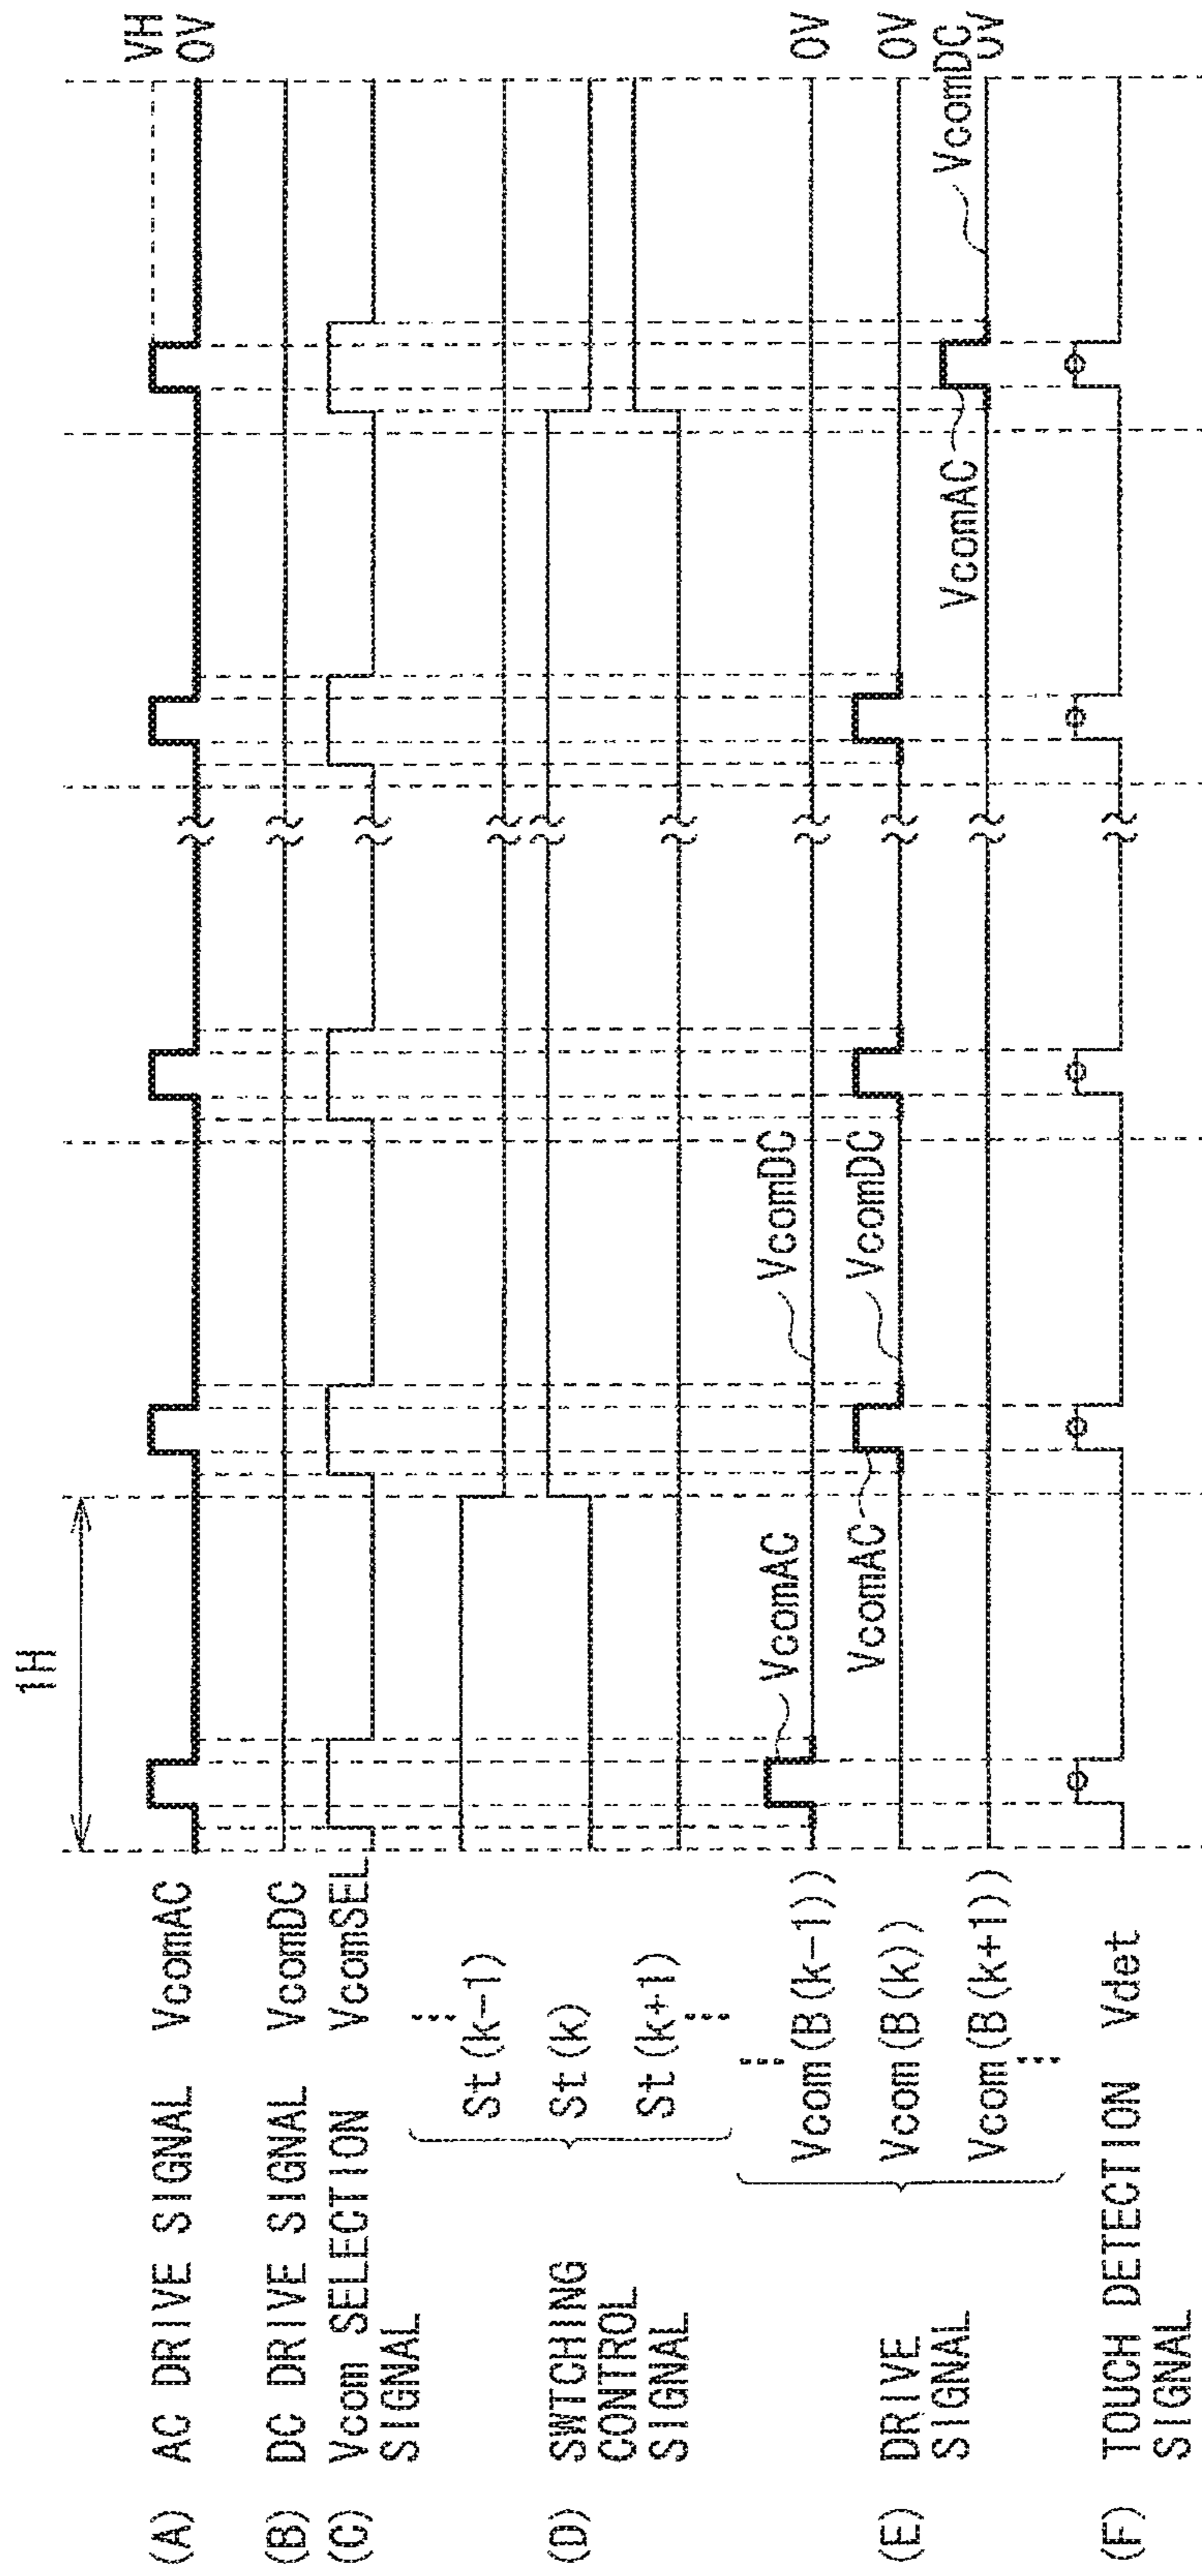 1H
(A) AC DRIVE SIGNAL VcomAC
VH
0V
(B) DC DRIVE SIGNAL VcomDC
(C) Vcom SELECTION VcomSEL
SIGNAL
(D) SWTCHING
CONTROL
SIGNAL
St(k-1)
St(k)
St(k+1)
(E) DRIVE
SIGNAL
Vcom(B(k-1))
VcomAC
VcomDC
0V
Vcom(B(k))
VcomAC
VcomDC
0V
Vcom(B(k+1))
VcomAC
VcomDC
0V
(F) TOUCH DETECTION Vdet
SIGNAL